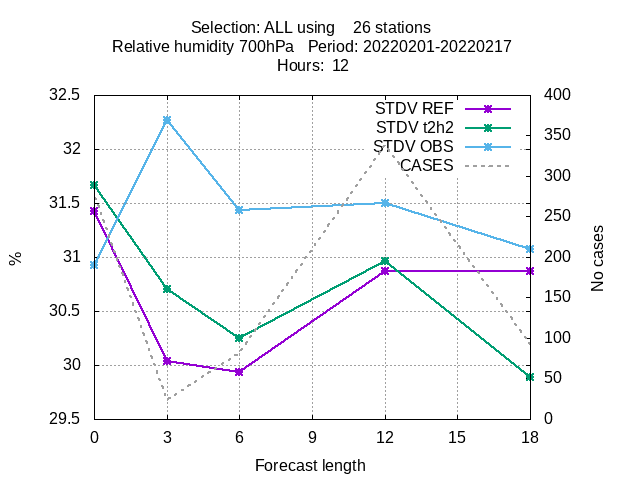 Selection: ALL using    26 stations
Relative humidity 700hPa   Period: 20220201-20220217
Hours:  12
32.5
32
31.5
31
30.5
30
29.5
%
STDV REF
STDV t2h2
STDV OBS
CASES
400
350
300
250
200
150
100
50
0
No cases
0 3 6 9 12 15 18
Forecast length